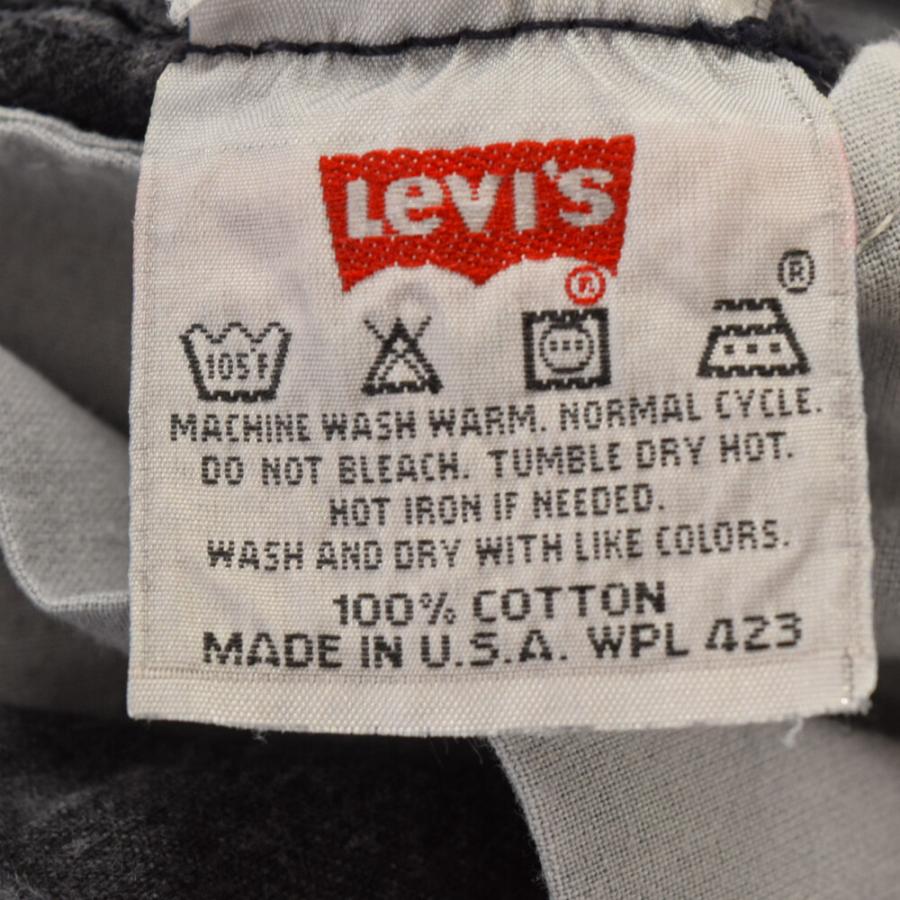 LEVI'S
®
®
105°F
MACHINE WASH WARM. NORMAL CYCLE.
DO NOT BLEACH. TUMBLE DRY HOT.
HOT IRON IF NEEDED.
WASH AND DRY WITH LIKE COLORS.
100% COTTON
MADE IN U.S.A. WPL 423